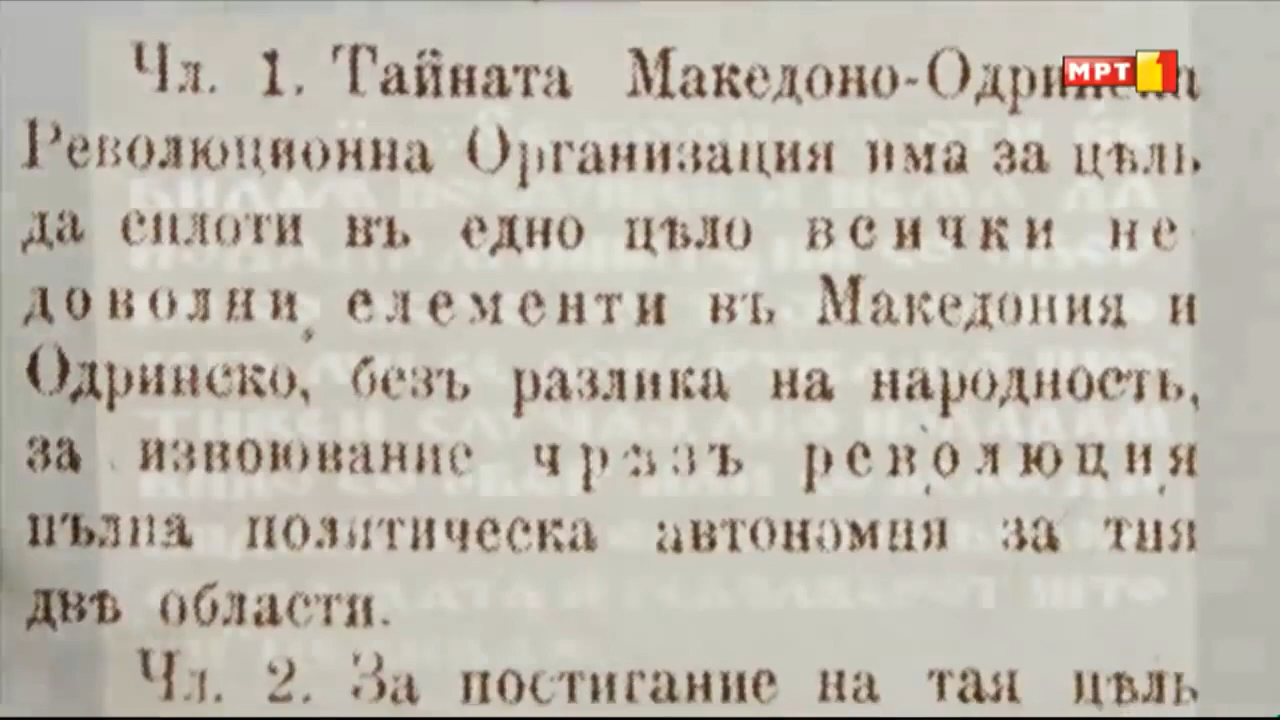 Чл. 1. Тайната Македоно-Одринска
МРТ 1
Революционна Организация има за цѣль
да сплоти въ едно цѣло всички не
доволни елементи въ Македония и
Одринско, безъ разлика на народность,
за извоювание чрѣзъ революция
пълна политическа автономия за тия
двѣ области.
Чл. 2. За постигание на тая цѣль